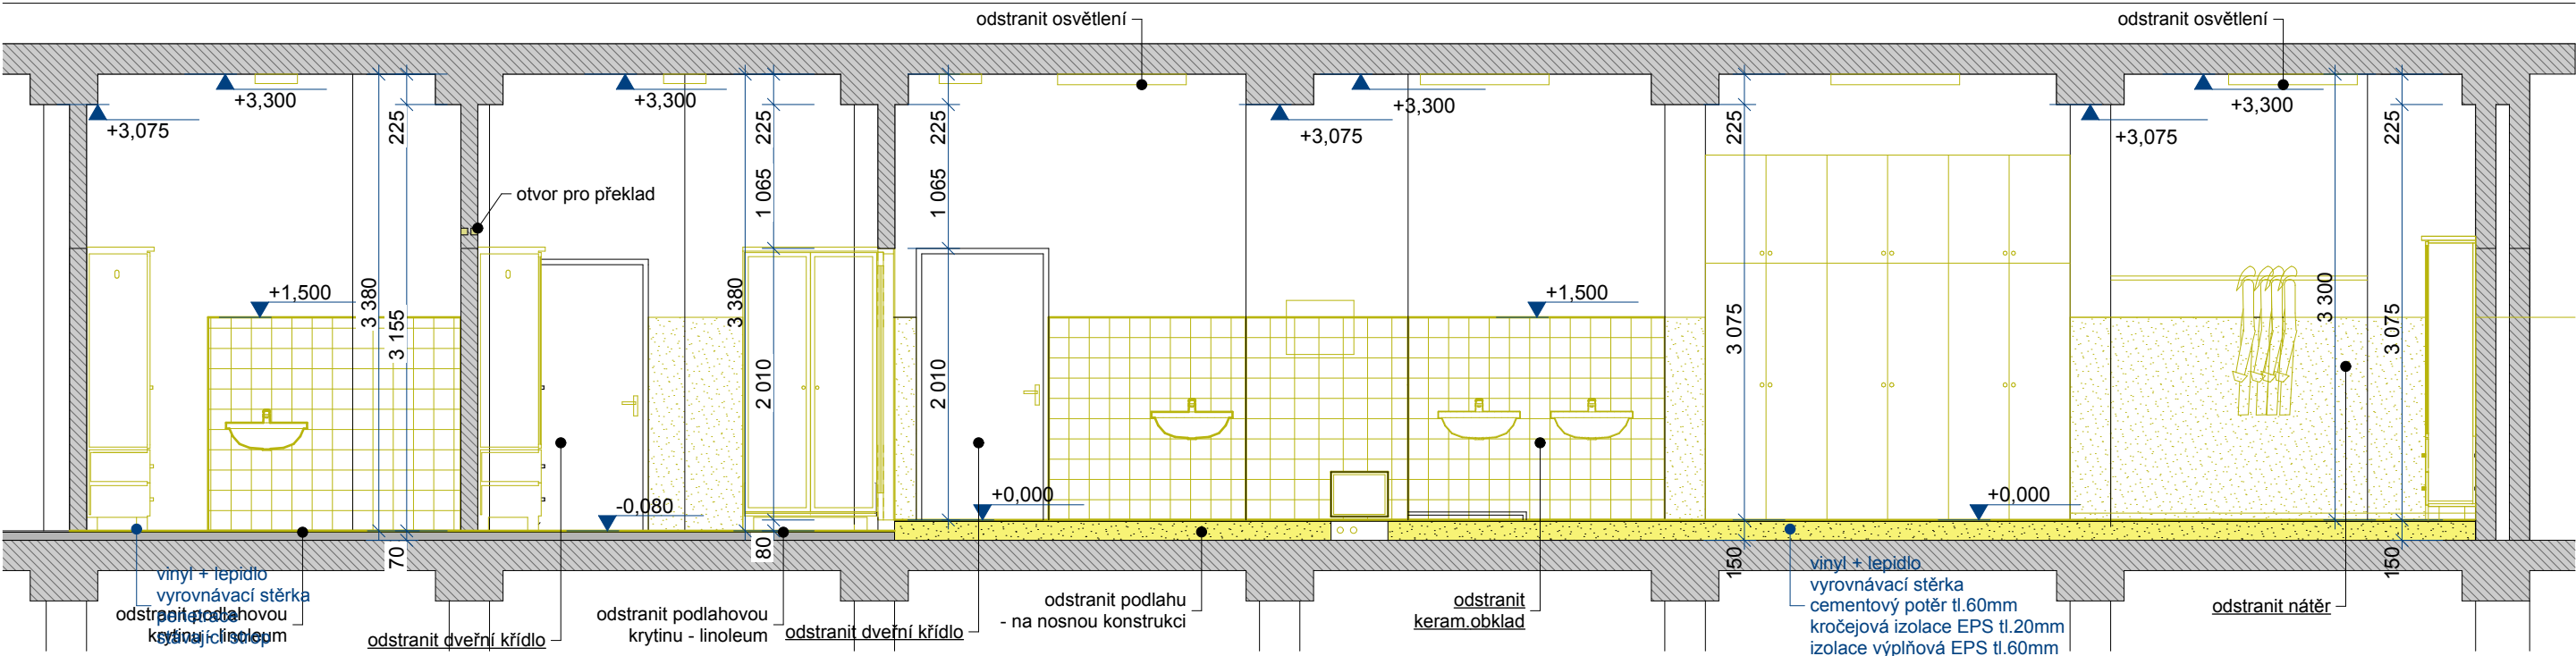 odstranit osvětlení
odstranit osvětlení
+3,300
+3,300
+3,300
+3,300
+3,075
+3,075
+3,075
225
225
225
225
225
1 065
1 065
otvor pro překlad
+1,500
+1,500
3 380
3 155
3 380
2 010
2 010
3 075
3 300
3 075
-0,080
+0,000
+0,000
70
80
150
150
vinyl + lepidlo
vyrovnávací stěrka
penetrace
stávající strop
odstranit podlahovou
krytinu - linoleum
odstranit dveřní křídlo
odstranit podlahovou
krytinu - linoleum
odstranit dveřní křídlo
odstranit podlahu
- na nosnou konstrukci
odstranit
keram.obklad
vinyl + lepidlo
vyrovnávací stěrka
cementový potěr tl.60mm
kročejová izolace EPS tl.20mm
izolace výplňová EPS tl.60mm
odstranit nátěr